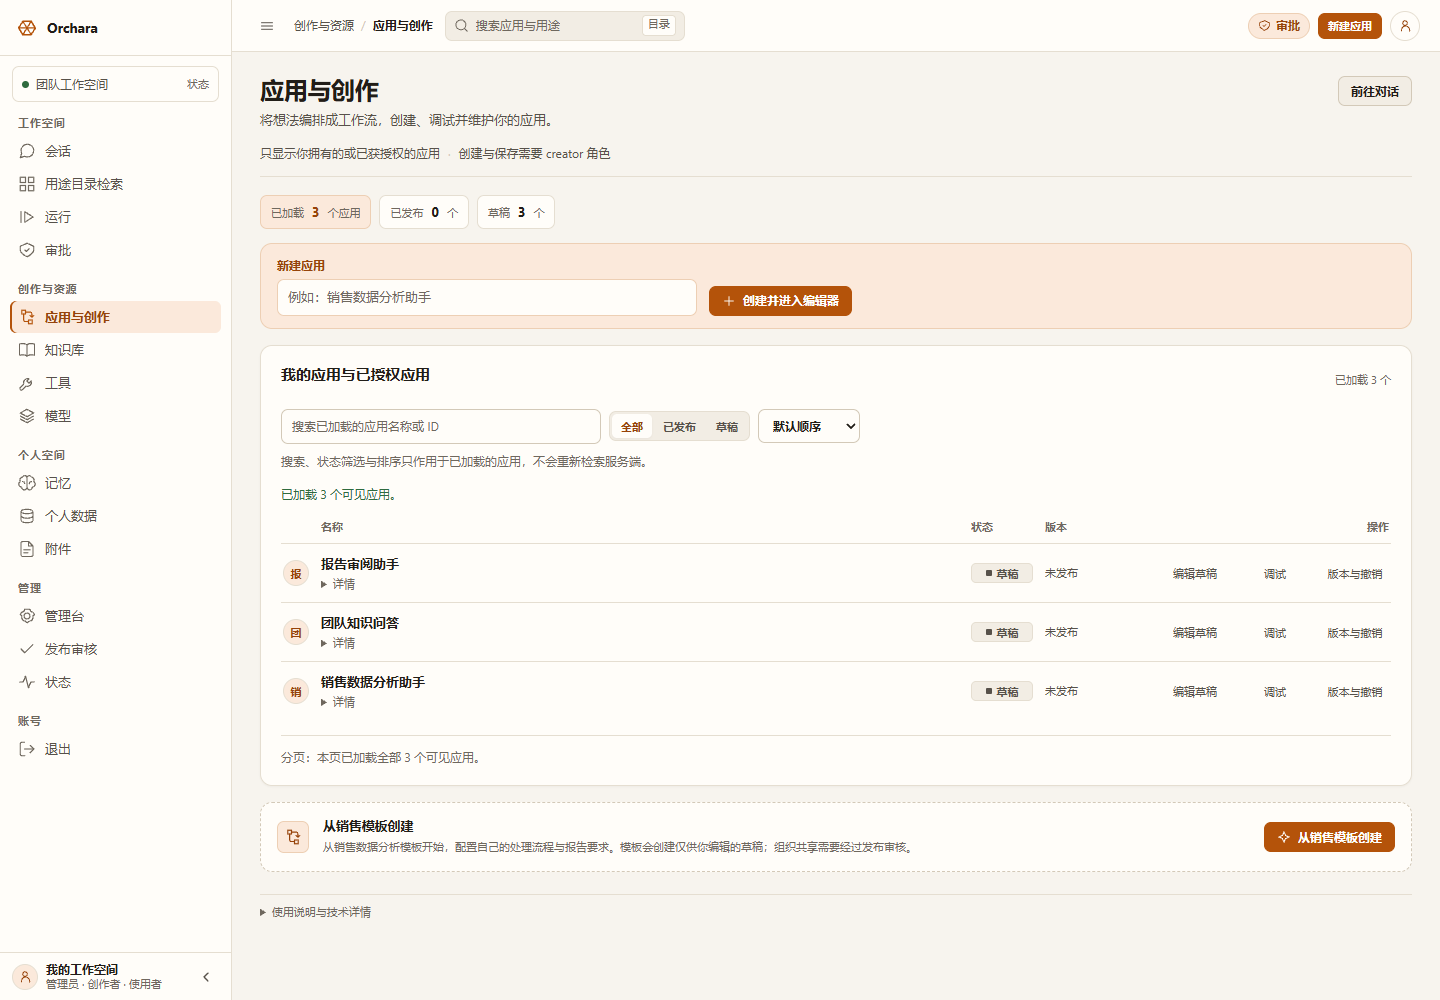 Orchara
团队工作空间 状态
工作空间
会话
用途目录检索
运行
审批
创作与资源
应用与创作
知识库
工具
模型
个人空间
记忆
个人数据
附件
管理
管理台
发布审核
状态
账号
退出
我的工作空间
管理员 · 创作者 · 使用者
创作与资源 / 应用与创作 搜索应用与用途 目录 审批 新建应用
应用与创作 前往对话
将想法编排成工作流，创建、调试并维护你的应用。
只显示你拥有的或已获授权的应用 · 创建与保存需要 creator 角色
已加载 3 个应用 已发布 0 个 草稿 3 个
新建应用
例如：销售数据分析助手 创建并进入编辑器
我的应用与已授权应用 已加载 3 个
搜索已加载的应用名称或 ID 全部 已发布 草稿 默认顺序
搜索、状态筛选与排序只作用于已加载的应用，不会重新检索服务端。
已加载 3 个可见应用。
名称 状态 版本 操作
报 报告审阅助手 草稿 未发布 编辑草稿 调试 版本与撤销
详情
团 团队知识问答 草稿 未发布 编辑草稿 调试 版本与撤销
详情
销 销售数据分析助手 草稿 未发布 编辑草稿 调试 版本与撤销
详情
分页：本页已加载全部 3 个可见应用。
从销售模板创建 从销售模板创建
从销售数据分析模板开始，配置自己的处理流程与报告要求。模板会创建仅供你编辑的草稿；组织共享需要经过发布审核。
使用说明与技术详情